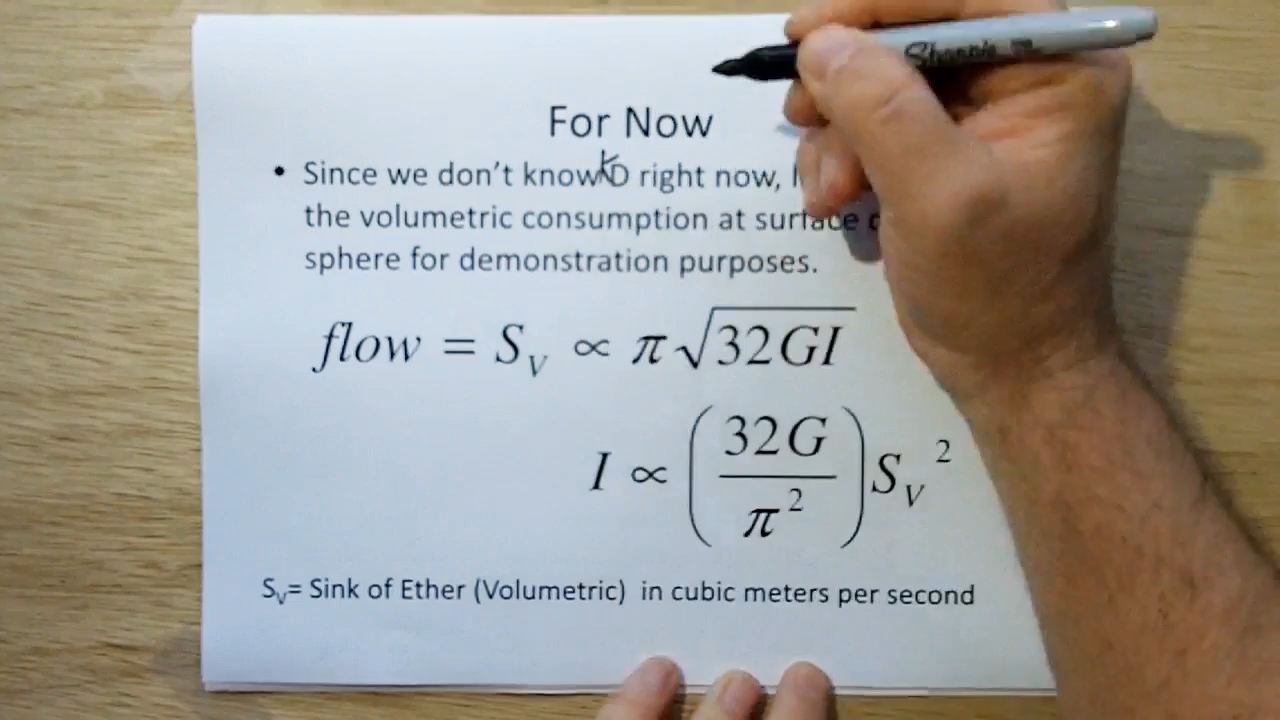 Sharpie
For Now
• Since we don't know KD right now,
the volumetric consumption at surface
sphere for demonstration purposes.
flow = S_V ∝ π√(32GI)
I ∝ (32G/π²) S_V²
S_V= Sink of Ether (Volumetric) in cubic meters per second